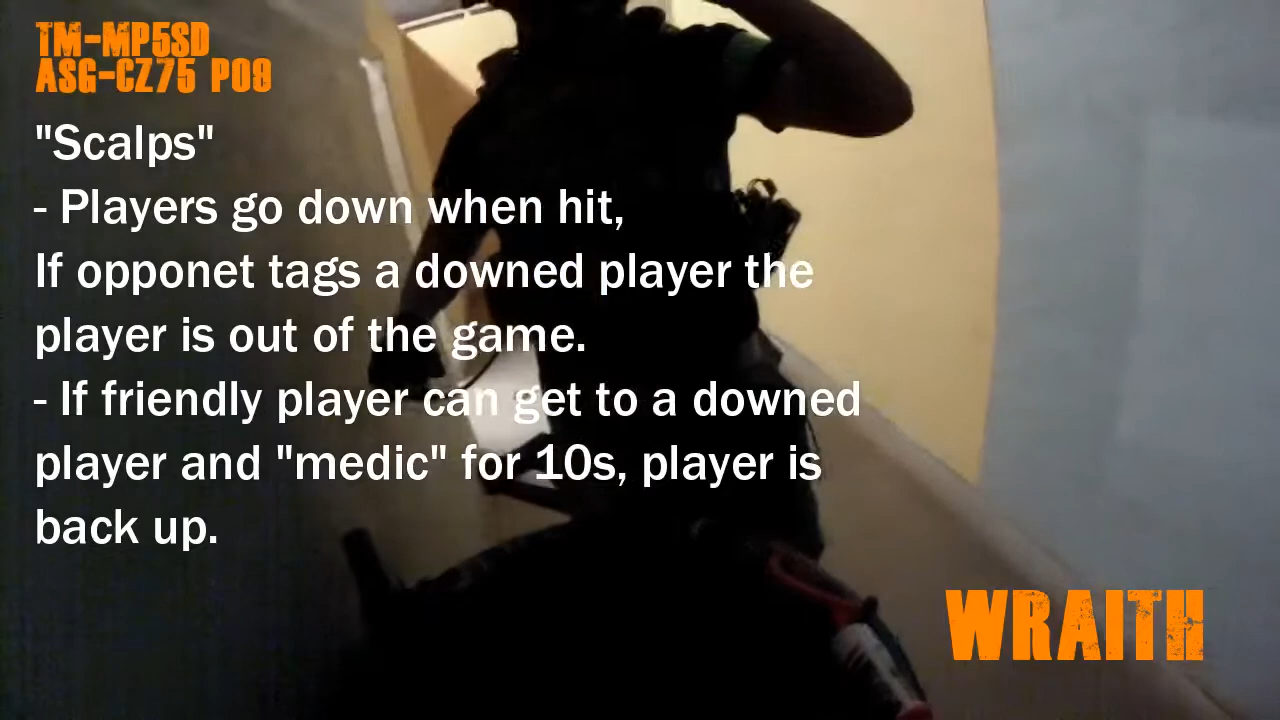 TM-MP5SD
ASG-CZ75 P09
"Scalps"
- Players go down when hit,
If opponet tags a downed player the
player is out of the game.
- If friendly player can get to a downed
player and "medic" for 10s, player is
back up.
WRAITH